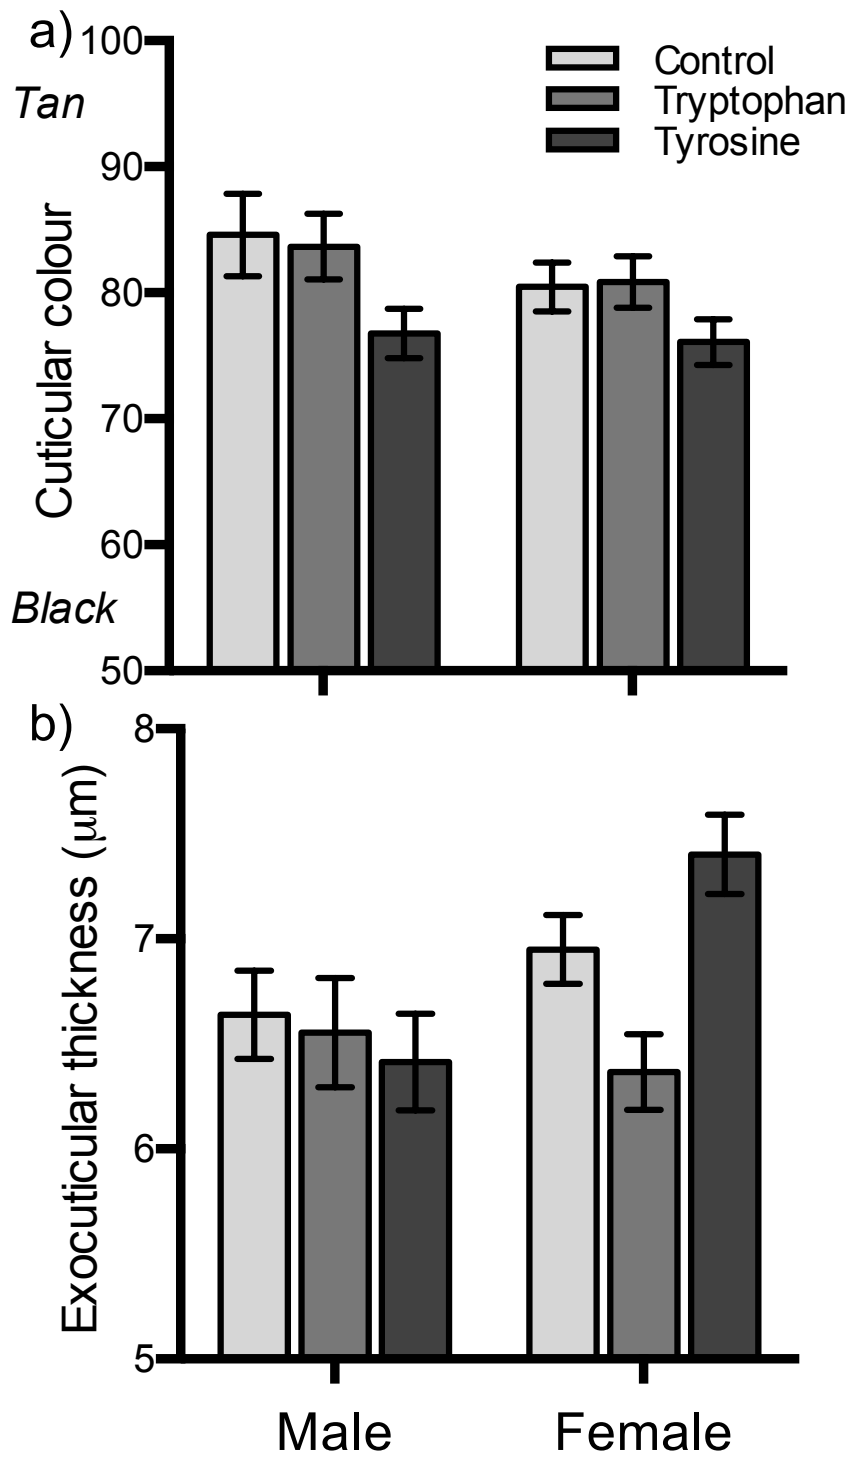 a)
100
Tan
90
Cuticular colour
80
70
60
Black
50
Control
Tryptophan
Tyrosine
b)
8
Exocuticular thickness (μm)
7
6
5
Male Female